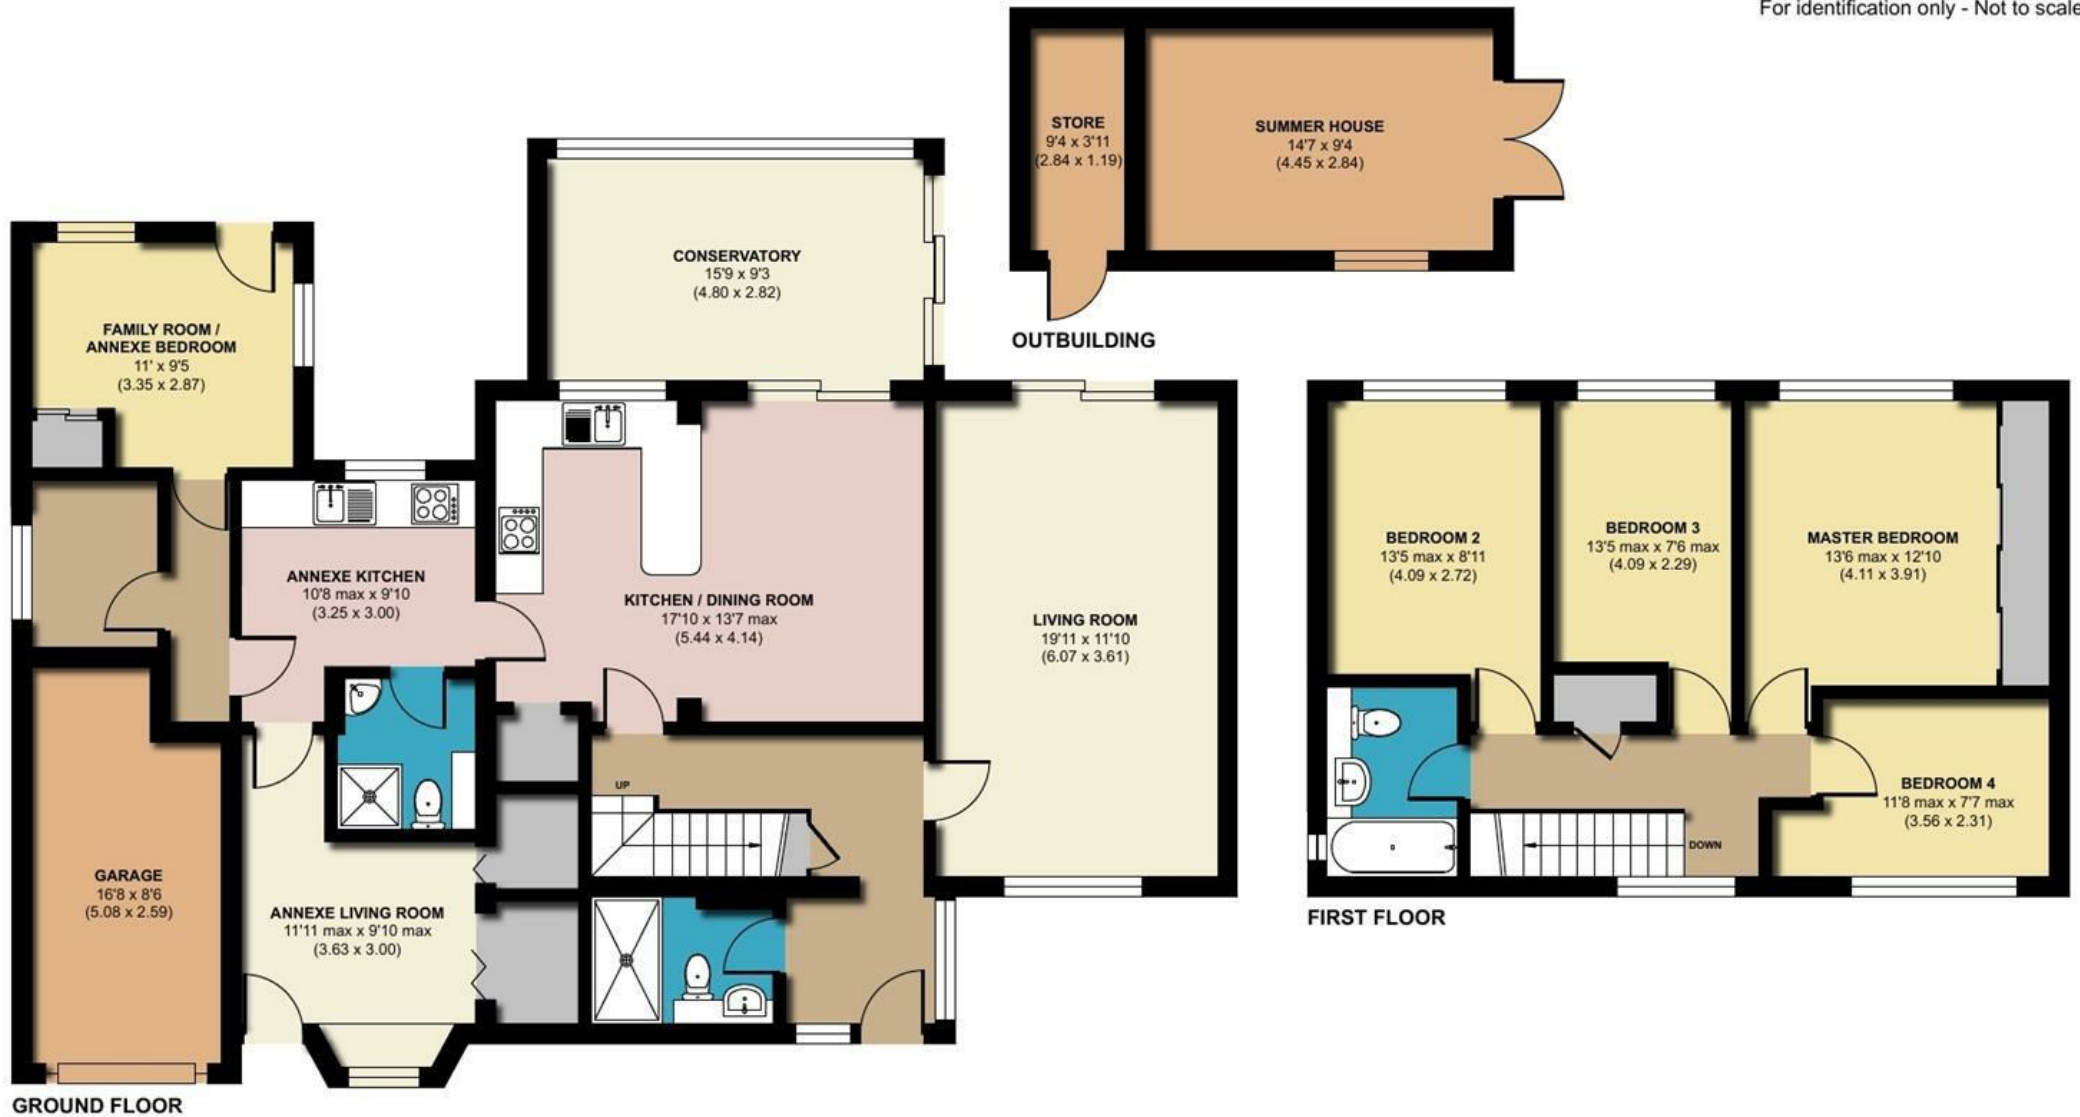 For identification only - Not to scale
STORE
9'4 x 3'11
(2.84 x 1.19)
SUMMER HOUSE
14'7 x 9'4
(4.45 x 2.84)
OUTBUILDING
CONSERVATORY
15'9 x 9'3
(4.80 x 2.82)
FAMILY ROOM /
ANNEXE BEDROOM
11' x 9'5
(3.35 x 2.87)
ANNEXE KITCHEN
10'8 max x 9'10
(3.25 x 3.00)
KITCHEN / DINING ROOM
17'10 x 13'7 max
(5.44 x 4.14)
LIVING ROOM
19'11 x 11'10
(6.07 x 3.61)
UP
GARAGE
16'8 x 8'6
(5.08 x 2.59)
ANNEXE LIVING ROOM
11'11 max x 9'10 max
(3.63 x 3.00)
GROUND FLOOR
BEDROOM 2
13'5 max x 8'11
(4.09 x 2.72)
BEDROOM 3
13'5 max x 7'6 max
(4.09 x 2.29)
MASTER BEDROOM
13'6 max x 12'10
(4.11 x 3.91)
BEDROOM 4
11'8 max x 7'7 max
(3.56 x 2.31)
DOWN
FIRST FLOOR